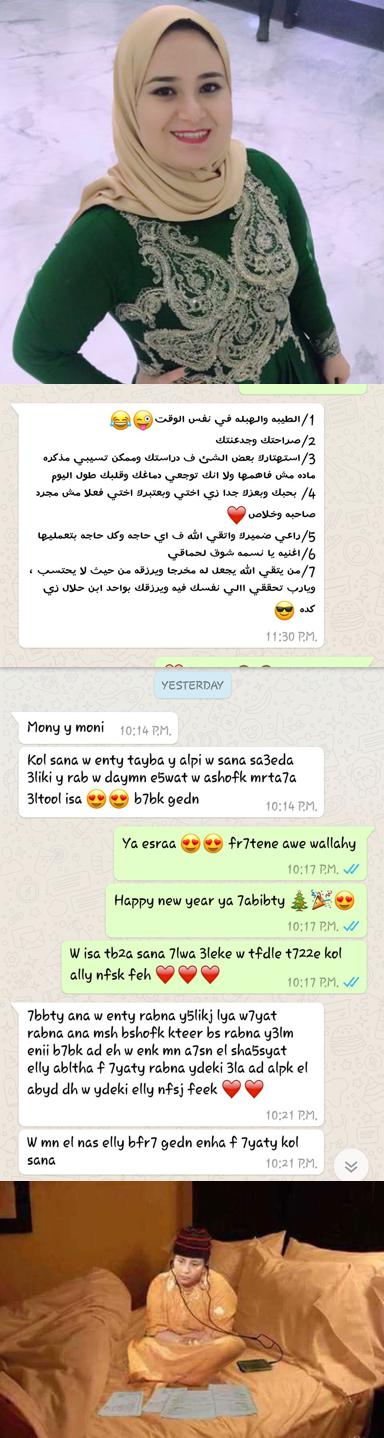 1/الطيبه والهبله في نفس الوقت😜😂
2/صراحتك وجدعنتك
3/استهتارك بعض الشئ ف دراستك وممكن تسيبي مذكره
ماده مش فاهمها ولا انك توجعي دماغك وقلبك طول اليوم
4/ بحبك وبعزك جدا زي اختي وبعتبرك اختي فعلا مش مجرد
صاحبه وخلاص❤️
5/راعي ضميرك واتقي الله ف اي حاجه وكل حاجه بتعمليها
6/اغنيه يا نسمه شوق لحماقي
7/من يتقي الله يجعل له مخرجا ويرزقه من حيث لا يحتسب ،
ويارب تحققي االي نفسك فيه ويرزقك بواحد ابن حلال زي
كده 😎
11:30 P.M.
YESTERDAY
Mony y moni 10:14 P.M.
Kol sana w enty tayba y alpi w sana sa3eda
3liki y rab w daymn e5wat w ashofk mrta7a
3ltool isa 😍😍 b7bk gedn
10:14 P.M.
Ya esraa 😍😍 fr7tene awe wallahy
10:17 P.M.
Happy new year ya 7abibty 🎄🎉😍
10:17 P.M.
W isa tb2a sana 7lwa 3leke w tfdle t722e kol
ally nfsk feh ❤️❤️❤️
10:17 P.M.
7bbty ana w enty rabna y5likj lya w7yat
rabna ana msh bshofk kteer bs rabna y3lm
enii b7bk ad eh w enk mn a7sn el sha5syat
elly abltha f 7yaty rabna ydeki 3la ad alpk el
abyd dh w ydeki elly nfsj feek ❤️❤️
10:21 P.M.
W mn el nas elly bfr7 gedn enha f 7yaty kol
sana
10:21 P.M.